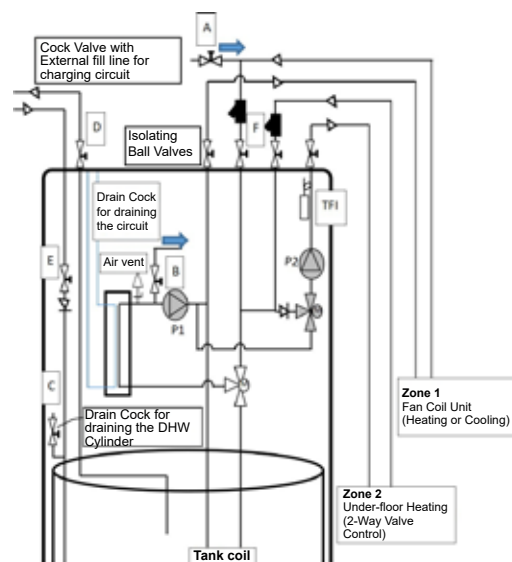 A
Cock Valve with
External fill line for
charging circuit
D
F
Isolating
Ball Valves
Drain Cock
for draining
the circuit
TFI
E
Air vent
B
P2
P1
C
Zone 1
Fan Coil Unit
(Heating or Cooling)
Drain Cock for
draining the DHW
Cylinder
Zone 2
Under-floor Heating
(2-Way Valve
Control)
Tank coil